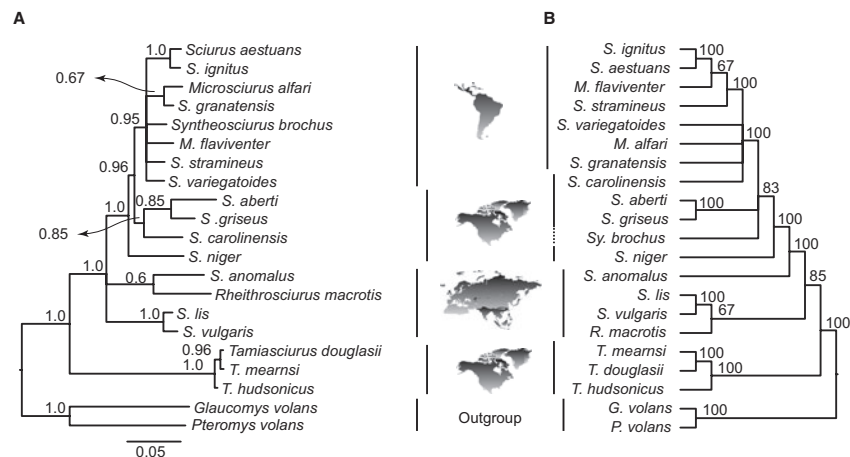 A
B
1.0
Sciurus aestuans
S. ignitus
0.67
Microsciurus alfari
S. granatensis
0.95
Syntheosciurus brochus
M. flaviventer
S. stramineus
0.96
S. variegatoides
0.85
S. aberti
1.0
S .griseus
0.85
S. carolinensis
S. niger
1.0
0.6
S. anomalus
Rheithrosciurus macrotis
1.0
S. lis
1.0
S. vulgaris
0.96
Tamiasciurus douglasii
1.0
T. mearnsi
T. hudsonicus
1.0
Glaucomys volans
Pteromys volans
0.05
Outgroup
S. ignitus
100
S. aestuans
67
M. flaviventer
100
S. stramineus
S. variegatoides
100
M. alfari
S. granatensis
S. carolinensis
83
S. aberti
100
S. griseus
100
Sy. brochus
100
S. niger
S. anomalus
85
S. lis
100
S. vulgaris
67
R. macrotis
100
T. mearnsi
100
T. douglasii
100
T. hudsonicus
G. volans
100
P. volans